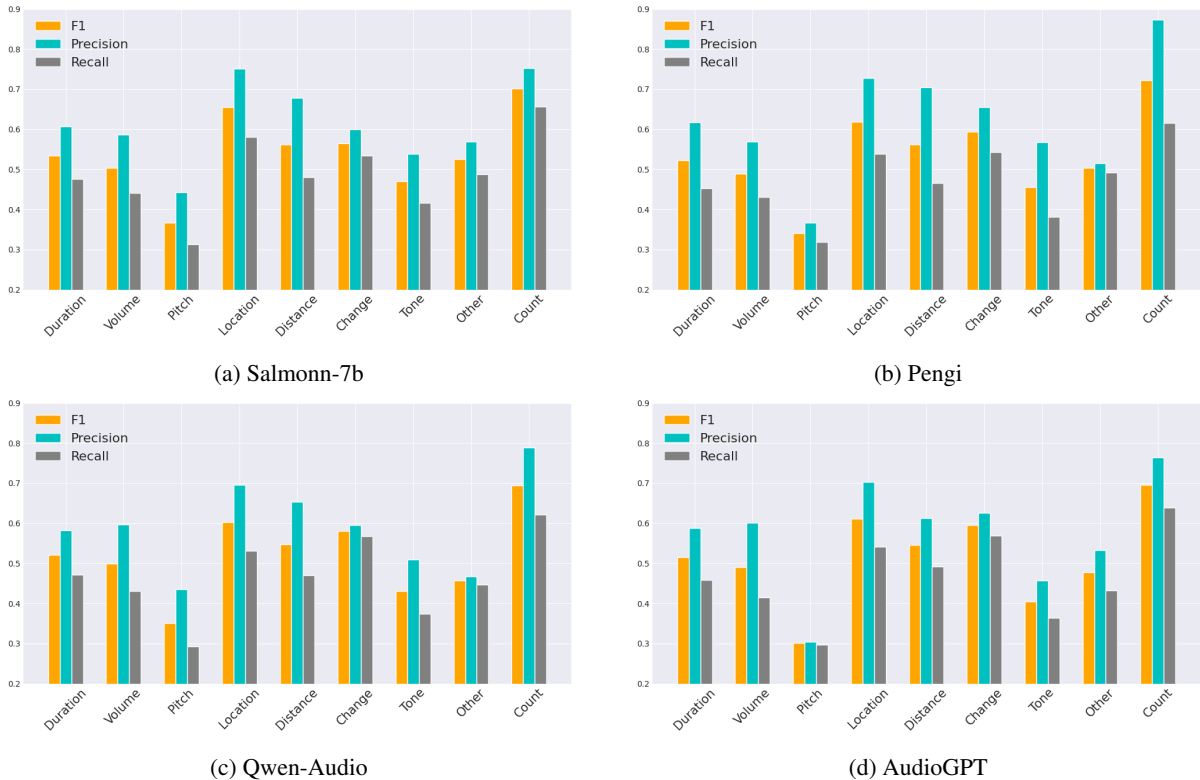 0.9
0.8
0.7
0.6
0.5
0.4
0.3
0.2
F1
Precision
Recall
Duration
Volume
Pitch
Location
Distance
Change
Tone
Other
Count
(a) Salmonn-7b
0.9
0.8
0.7
0.6
0.5
0.4
0.3
0.2
F1
Precision
Recall
Duration
Volume
Pitch
Location
Distance
Change
Tone
Other
Count
(b) Pengi
0.9
0.8
0.7
0.6
0.5
0.4
0.3
0.2
F1
Precision
Recall
Duration
Volume
Pitch
Location
Distance
Change
Tone
Other
Count
(c) Qwen-Audio
0.9
0.8
0.7
0.6
0.5
0.4
0.3
0.2
F1
Precision
Recall
Duration
Volume
Pitch
Location
Distance
Change
Tone
Other
Count
(d) AudioGPT